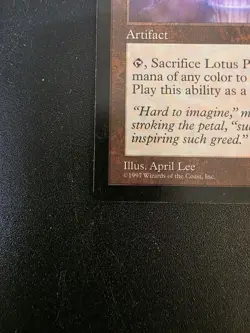 Artifact
, Sacrifice Lotus P
mana of any color to
Play this ability as a
"Hard to imagine," m
stroking the petal, "su
inspiring such greed."
Illus. April Lee
©1997 Wizards of the Coast, Inc.